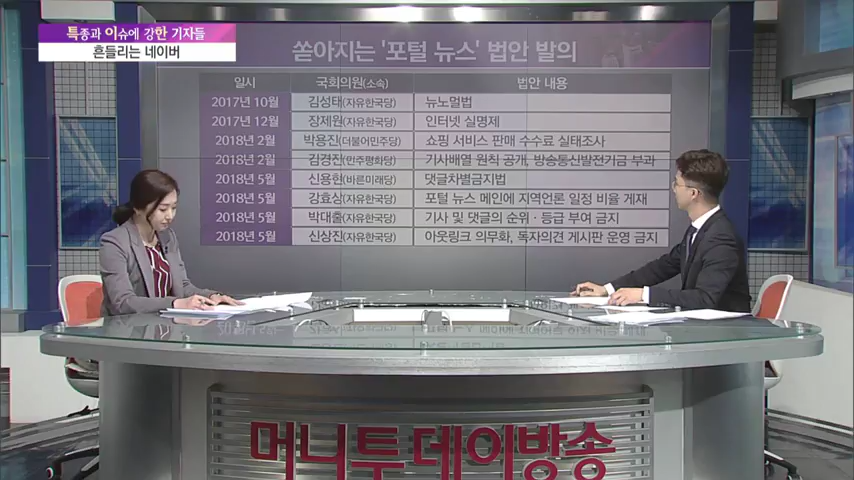 특종과 이슈에 강한 기자들
흔들리는 네이버
쏟아지는 '포털 뉴스' 법안 발의
일시 국회의원(소속) 법안 내용
2017년 10월 김성태(자유한국당) 뉴노멀법
2017년 12월 장제원(자유한국당) 인터넷 실명제
2018년 2월 박용진(더불어민주당) 쇼핑 서비스 판매 수수료 실태조사
2018년 2월 김경진(민주평화당) 기사배열 원칙 공개, 방송통신발전기금 부과
2018년 5월 신용현(바른미래당) 댓글차별금지법
2018년 5월 강효상(자유한국당) 포털 뉴스 메인에 지역언론 일정 비율 게재
2018년 5월 박대출(자유한국당) 기사 및 댓글의 순위·등급 부여 금지
2018년 5월 신상진(자유한국당) 아웃링크 의무화, 독자의견 게시판 운영 금지
머니투데이방송